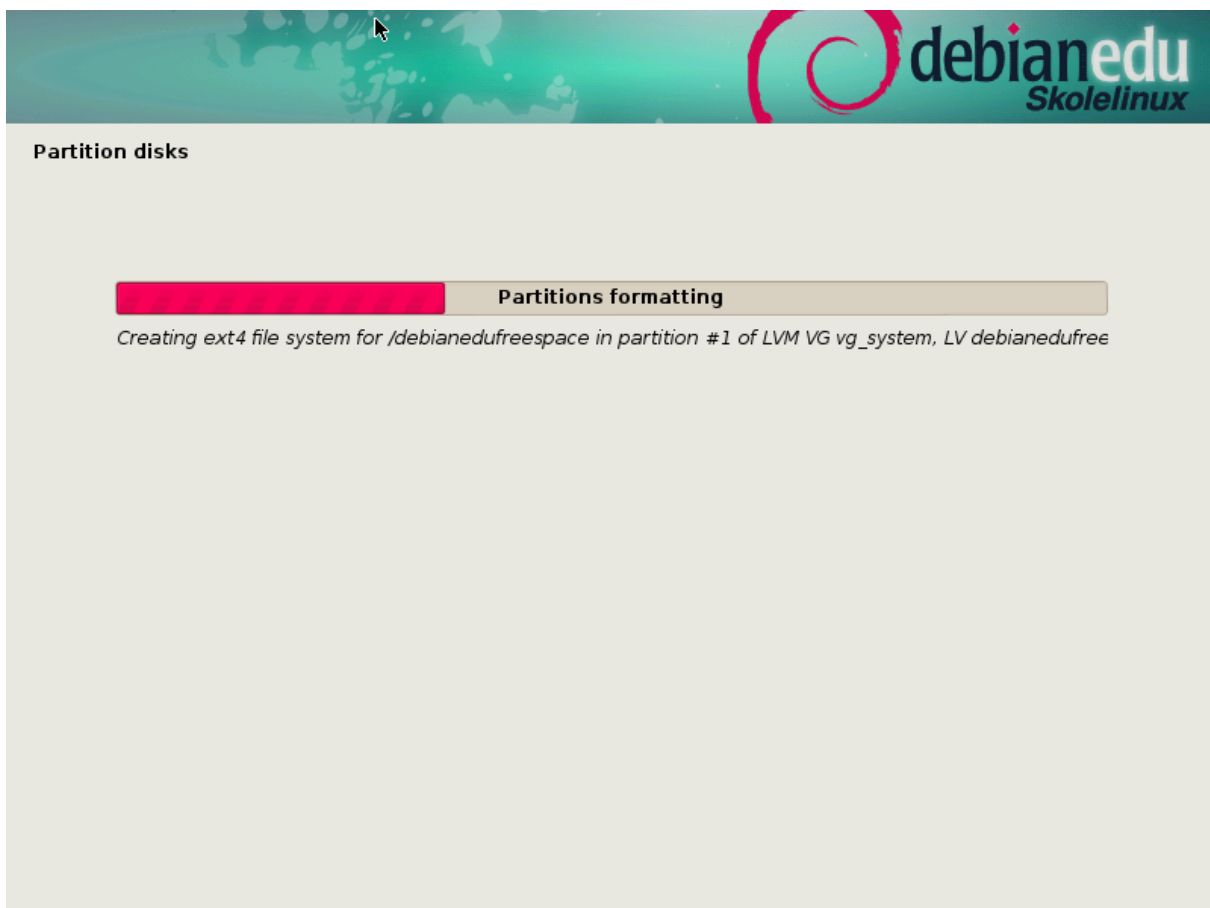 debianedu
Skolelinux
Partition disks
Partitions formatting
Creating ext4 file system for /debianedufreespace in partition #1 of LVM VG vg_system, LV debianedufree